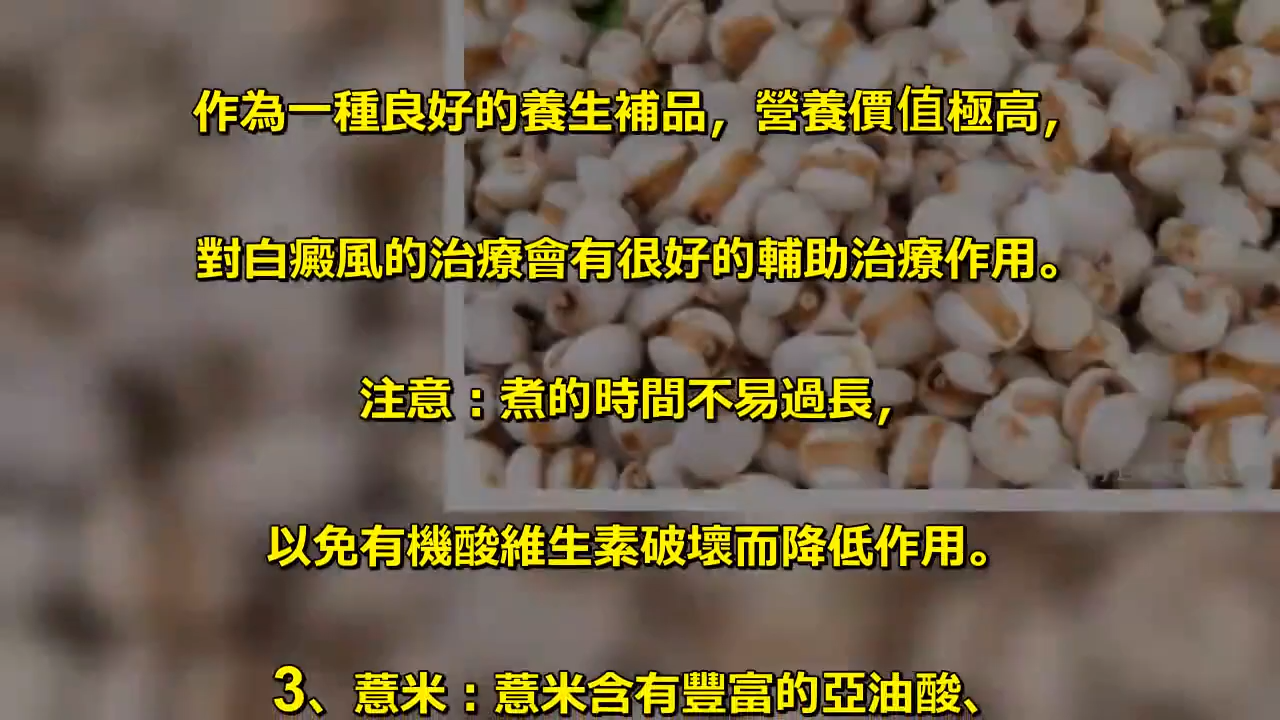 作為一種良好的養生補品，營養價值極高，
對白癜風的治療會有很好的輔助治療作用。
注意：煮的時間不易過長，
以免有機酸維生素破壞而降低作用。
3、薏米：薏米含有豐富的亞油酸、